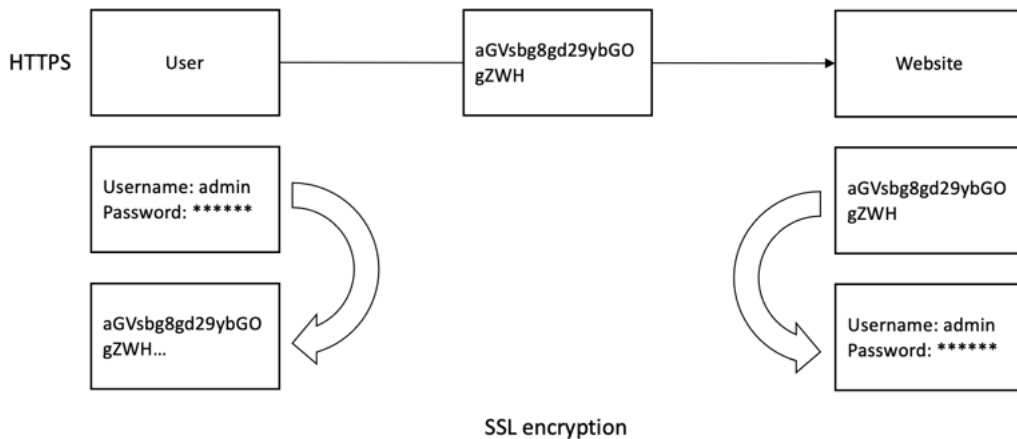 HTTPS
User
aGVsbg8gd29ybGO
gZWH
Website
Username: admin
Password: ******
aGVsbg8gd29ybGO
gZWH
aGVsbg8gd29ybGO
gZWH...
Username: admin
Password: ******
SSL encryption